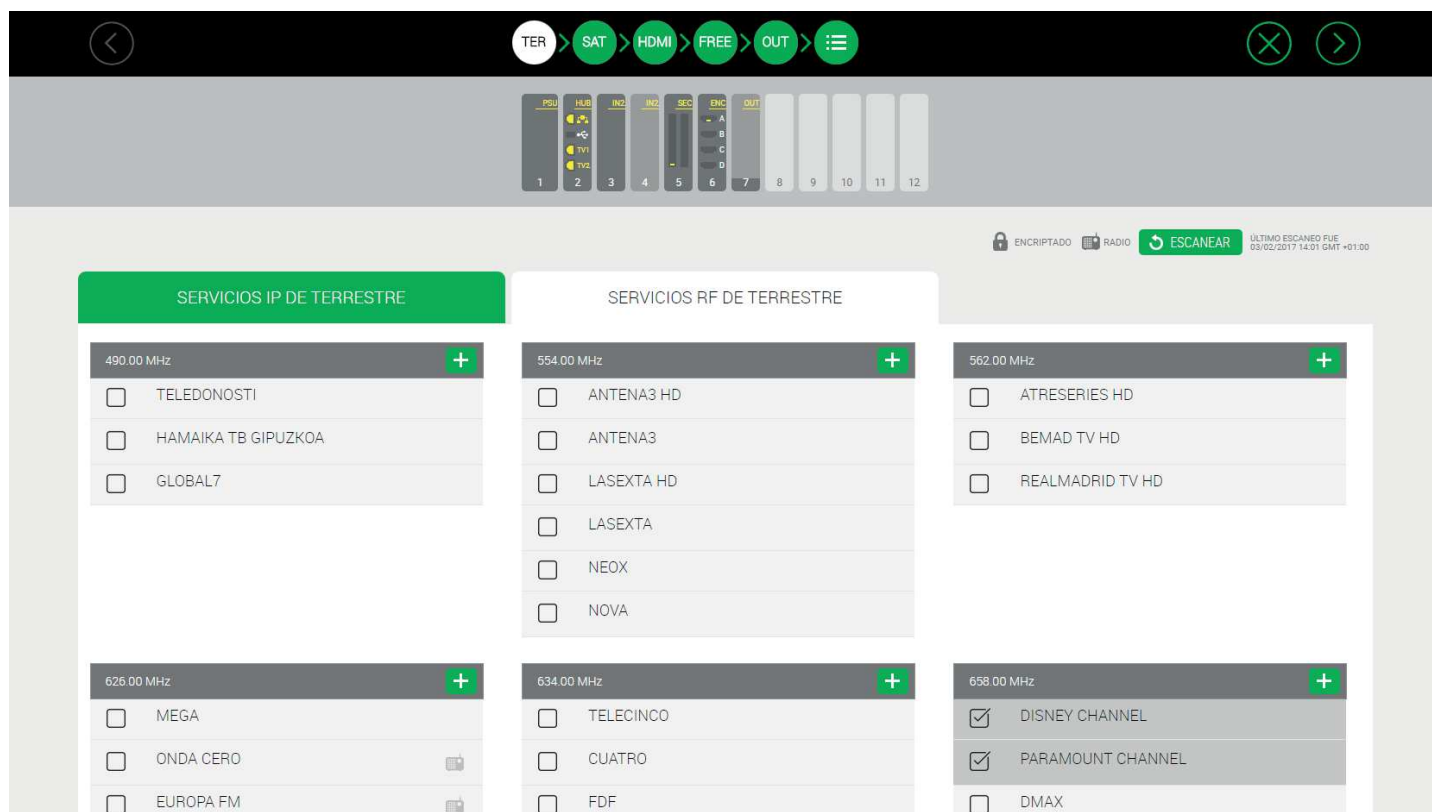 TER SAT HDMI FREE OUT
PSU HUB IN2 IN2 SEC ENC OUT
A
B
TV1 C
TV2 D
1 2 3 4 5 6 7 8 9 10 11 12
ENCRIPTADO RADIO ESCANEAR ÚLTIMO ESCANEO FUE
03/02/2017 14:01 GMT +01:00
SERVICIOS IP DE TERRESTRE SERVICIOS RF DE TERRESTRE
490.00 MHz
TELEDONOSTI
HAMAIKA TB GIPUZKOA
GLOBAL7
554.00 MHz
ANTENA3 HD
ANTENA3
LASEXTA HD
LASEXTA
NEOX
NOVA
562.00 MHz
ATRESERIES HD
BEMAD TV HD
REALMADRID TV HD
626.00 MHz
MEGA
ONDA CERO
EUROPA FM
634.00 MHz
TELECINCO
CUATRO
FDF
658.00 MHz
DISNEY CHANNEL
PARAMOUNT CHANNEL
DMAX